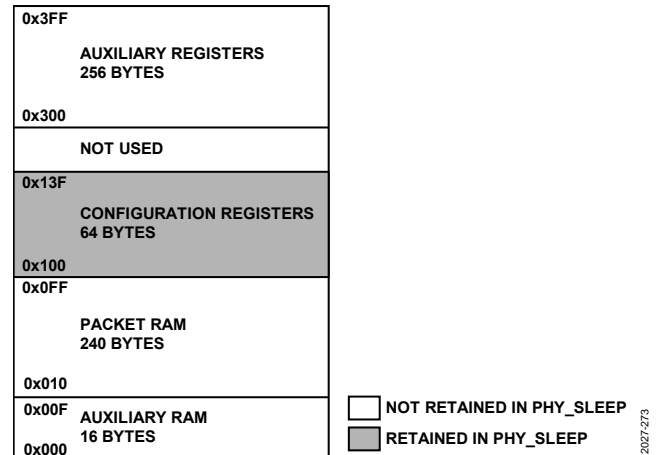 0x3FF
AUXILIARY REGISTERS
256 BYTES
0x300
NOT USED
0x13F
CONFIGURATION REGISTERS
64 BYTES
0x100
0x0FF
PACKET RAM
240 BYTES
0x010
0x00F
AUXILIARY RAM
16 BYTES
0x000
NOT RETAINED IN PHY_SLEEP
RETAINED IN PHY_SLEEP
2027-273